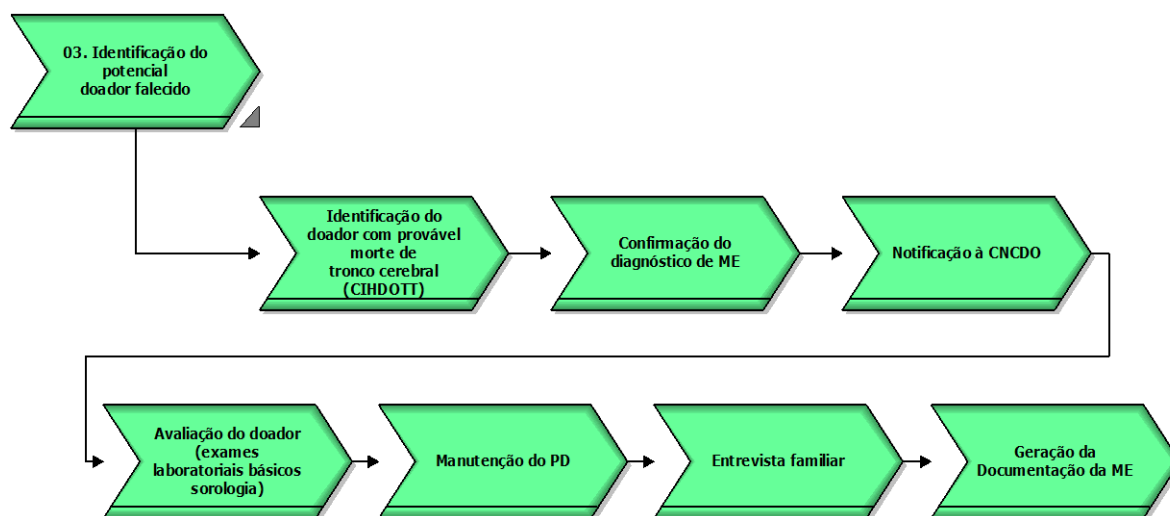 03. Identificação do
potencial
doador falecido
Identificação do
doador com provável
morte de
tronco cerebral
(CIHDOTT)
Confirmação do
diagnóstico de ME
Notificação à CNCDO
Avaliação do doador
(exames
laboratoriais básicos
sorologia)
Manutenção do PD
Entrevista familiar
Geração da
Documentação da ME